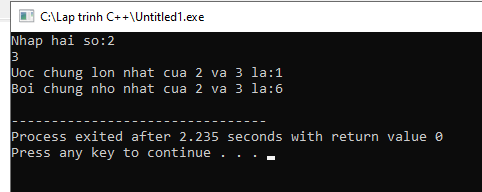 C:\Lap trinh C++\Untitled1.exe
Nhap hai so:2
3
Uoc chung lon nhat cua 2 va 3 la:1
Boi chung nho nhat cua 2 va 3 la:6
--------------------------------
Process exited after 2.235 seconds with return value 0
Press any key to continue . . .